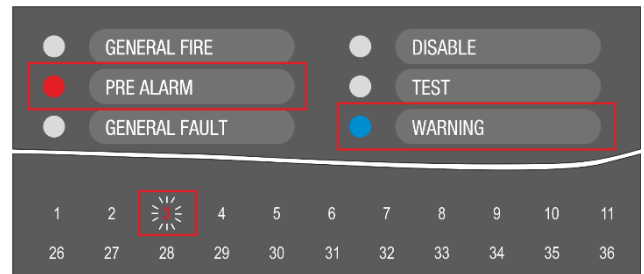 GENERAL FIRE DISABLE
PRE ALARM TEST
GENERAL FAULT WARNING
1 2 3 4 5 6 7 8 9 10 11
26 27 28 29 30 31 32 33 34 35 36